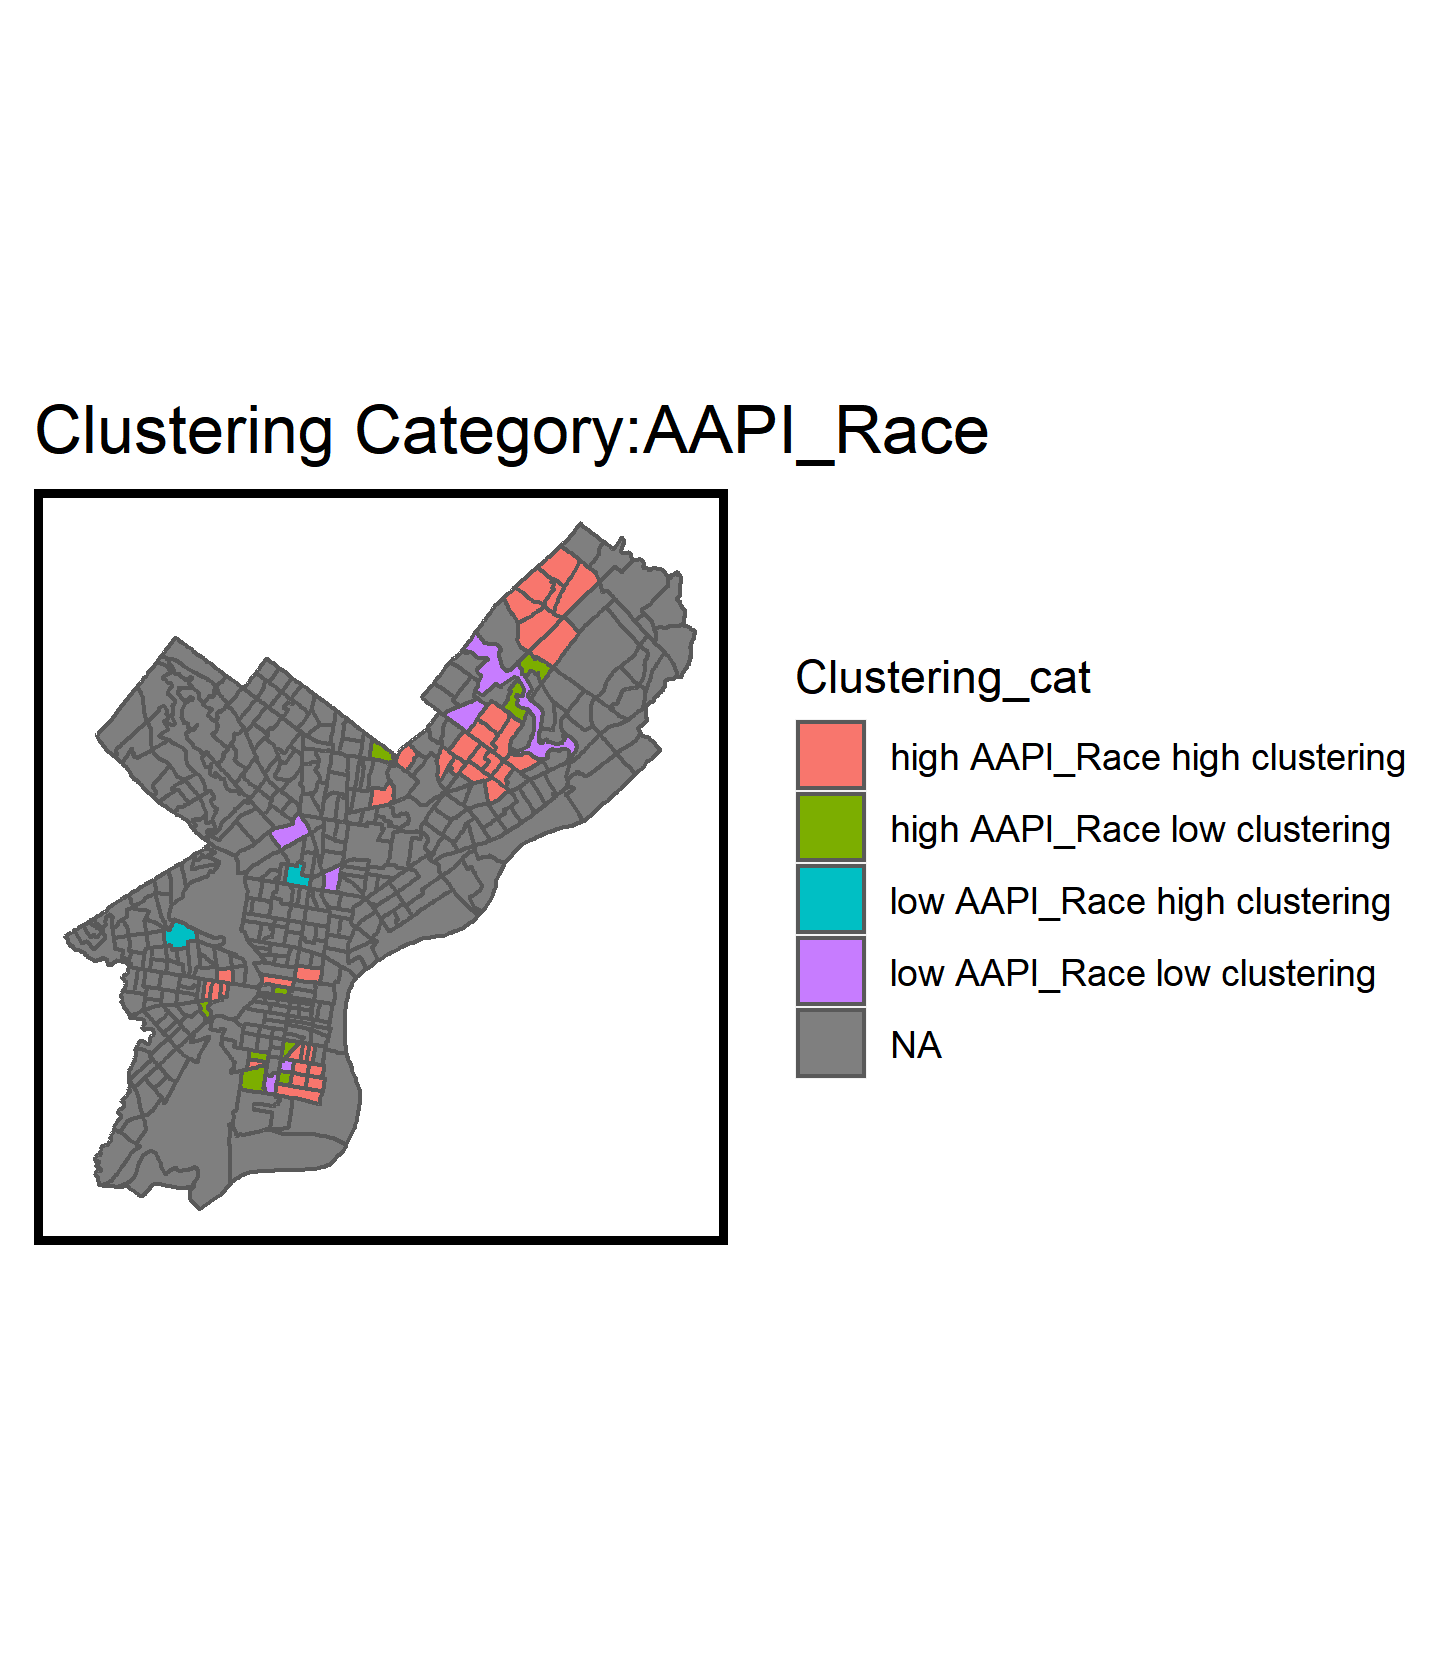 Clustering Category:AAPI_Race
Clustering_cat
high AAPI_Race high clustering
high AAPI_Race low clustering
low AAPI_Race high clustering
low AAPI_Race low clustering
NA